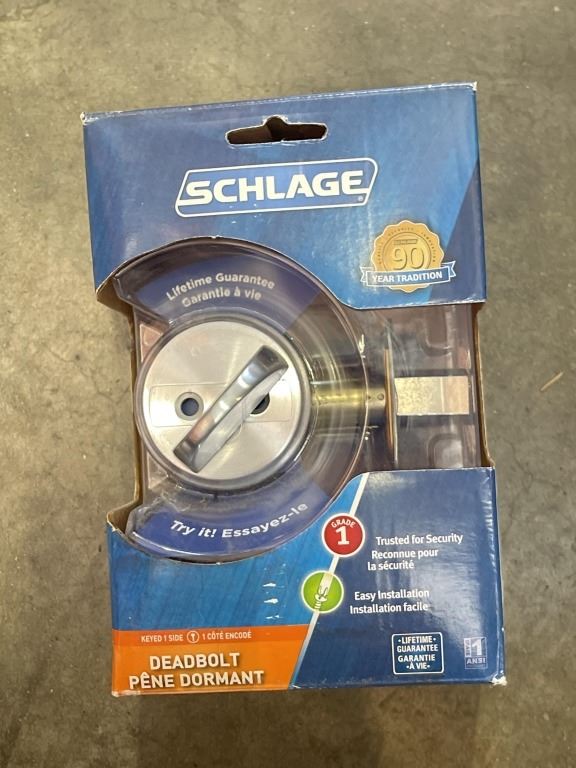 SCHLAGE
90
YEAR TRADITION
Lifetime Guarantee
Garantie à vie
Try it! Essayez-le
GRADE
1
Trusted for Security
Reconnue pour
la sécurité
Easy Installation
Installation facile
KEYED 1 SIDE 1 CÔTÉ ENCODÉ
DEADBOLT
PÊNE DORMANT
•LIFETIME•
GUARANTEE
GARANTIE
•À VIE•
1
ANSI